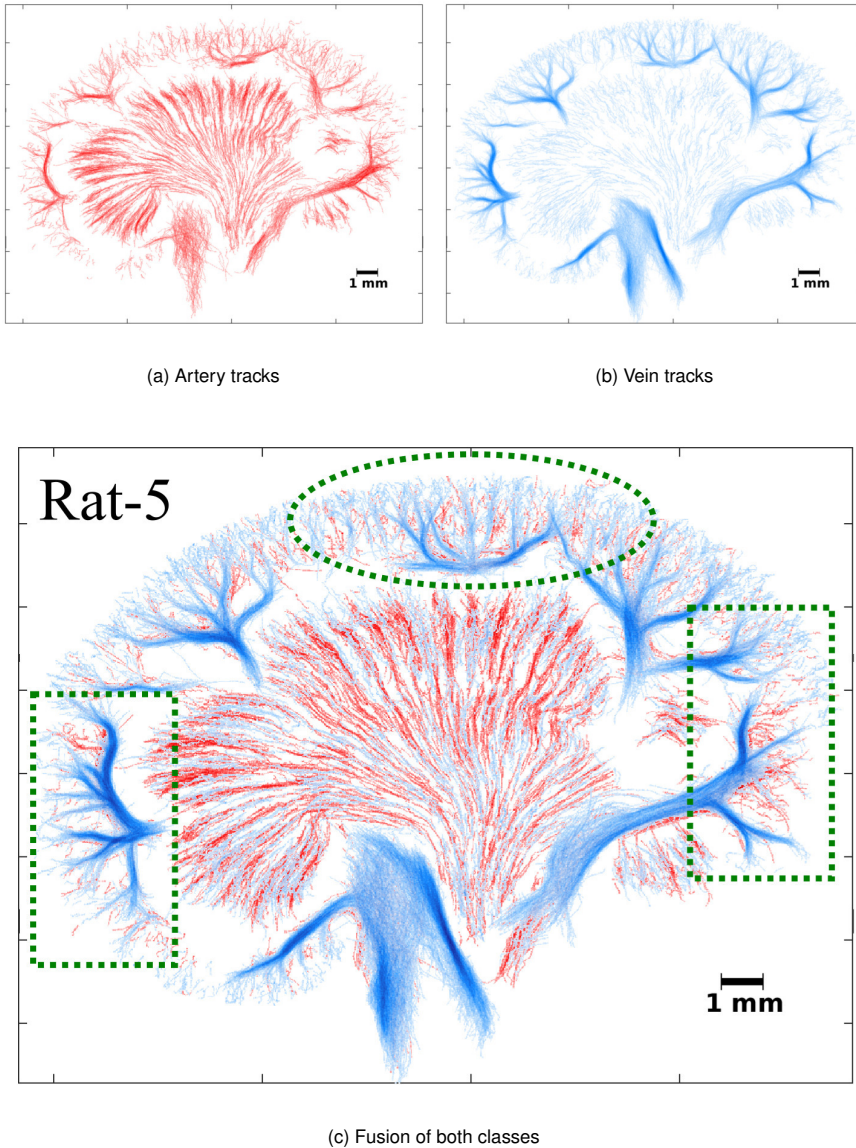 1 mm
1 mm
(a) Artery tracks
(b) Vein tracks
Rat-5
1 mm
(c) Fusion of both classes